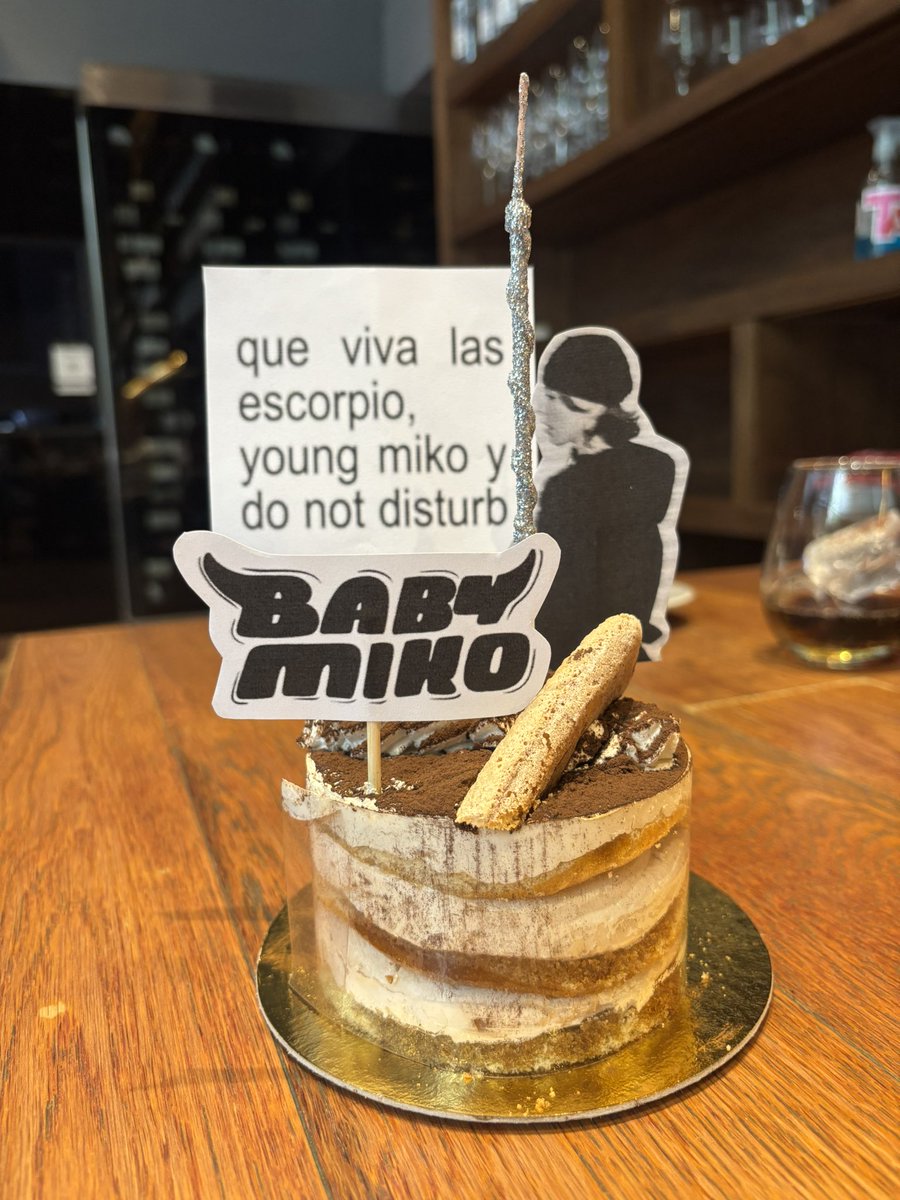 que viva las
escorpio,
young miko y
do not disturb
BABY
MIKO